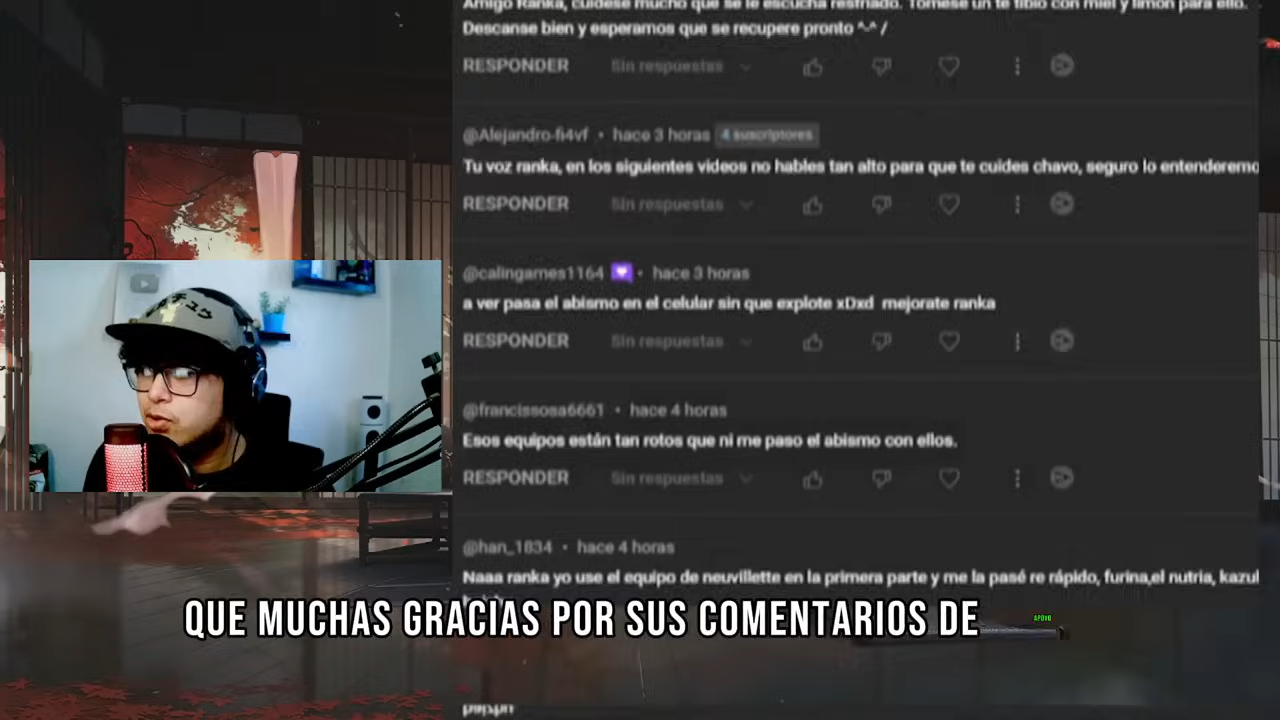 Amigo Ranka, cuídese mucho que se le escucha resfriado. Tómese un té tibio con miel y limón para ello.
Descanse bien y esperamos que se recupere pronto ^-^ /
RESPONDER Sin respuestas
@Alejandro-fi4vf • hace 3 horas 4 suscriptores
Tu voz ranka, en los siguientes videos no hables tan alto para que te cuides chavo, seguro lo entenderemo
RESPONDER Sin respuestas
@calingames1164 • hace 3 horas
a ver pasa el abismo en el celular sin que explote xDxd mejorate ranka
RESPONDER Sin respuestas
@francissosa6661 • hace 4 horas
Esos equipos están tan rotos que ni me paso el abismo con ellos.
RESPONDER Sin respuestas
@han_1834 • hace 4 horas
Naaa ranka yo use el equipo de neuvillette en la primera parte y me la pasé re rápido, furina,el nutria, kazu
QUE MUCHAS GRACIAS POR SUS COMENTARIOS DE
APOYO